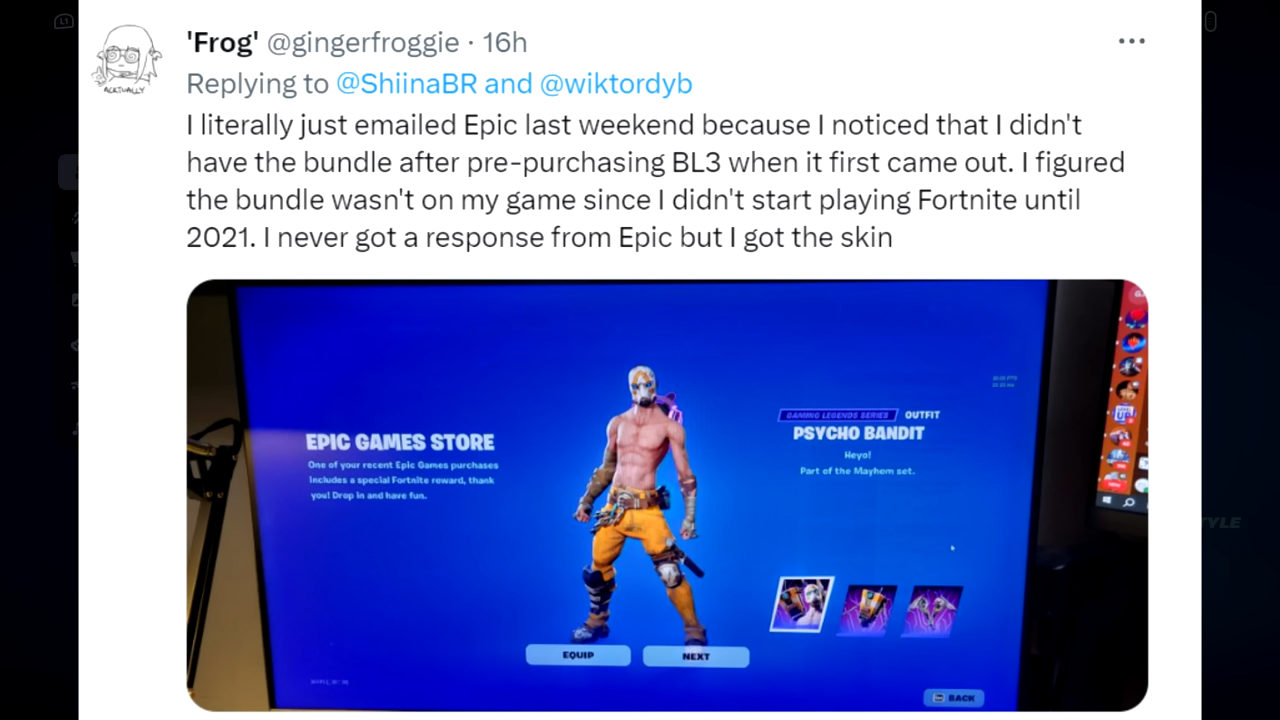 L1
ACKTUALLY
'Frog' @gingerfroggie · 16h
Replying to @ShiinaBR and @wiktordyb
I literally just emailed Epic last weekend because I noticed that I didn't
have the bundle after pre-purchasing BL3 when it first came out. I figured
the bundle wasn't on my game since I didn't start playing Fortnite until
2021. I never got a response from Epic but I got the skin
GAMING LEGENDS SERIES OUTFIT
PSYCHO BANDIT
Heyo!
Part of the Mayhem set.
EPIC GAMES STORE
One of your recent Epic Games purchases
includes a special Fortnite reward, thank
you! Drop in and have fun.
EQUIP
NEXT
BACK
TYLE